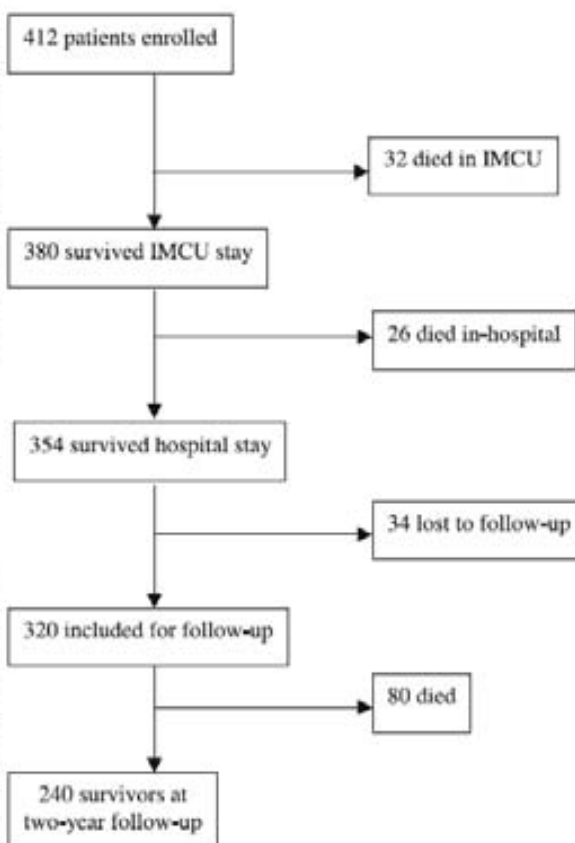 412 patients enrolled
32 died in IMCU
380 survived IMCU stay
26 died in-hospital
354 survived hospital stay
34 lost to follow-up
320 included for follow-up
80 died
240 survivors at
two-year follow-up